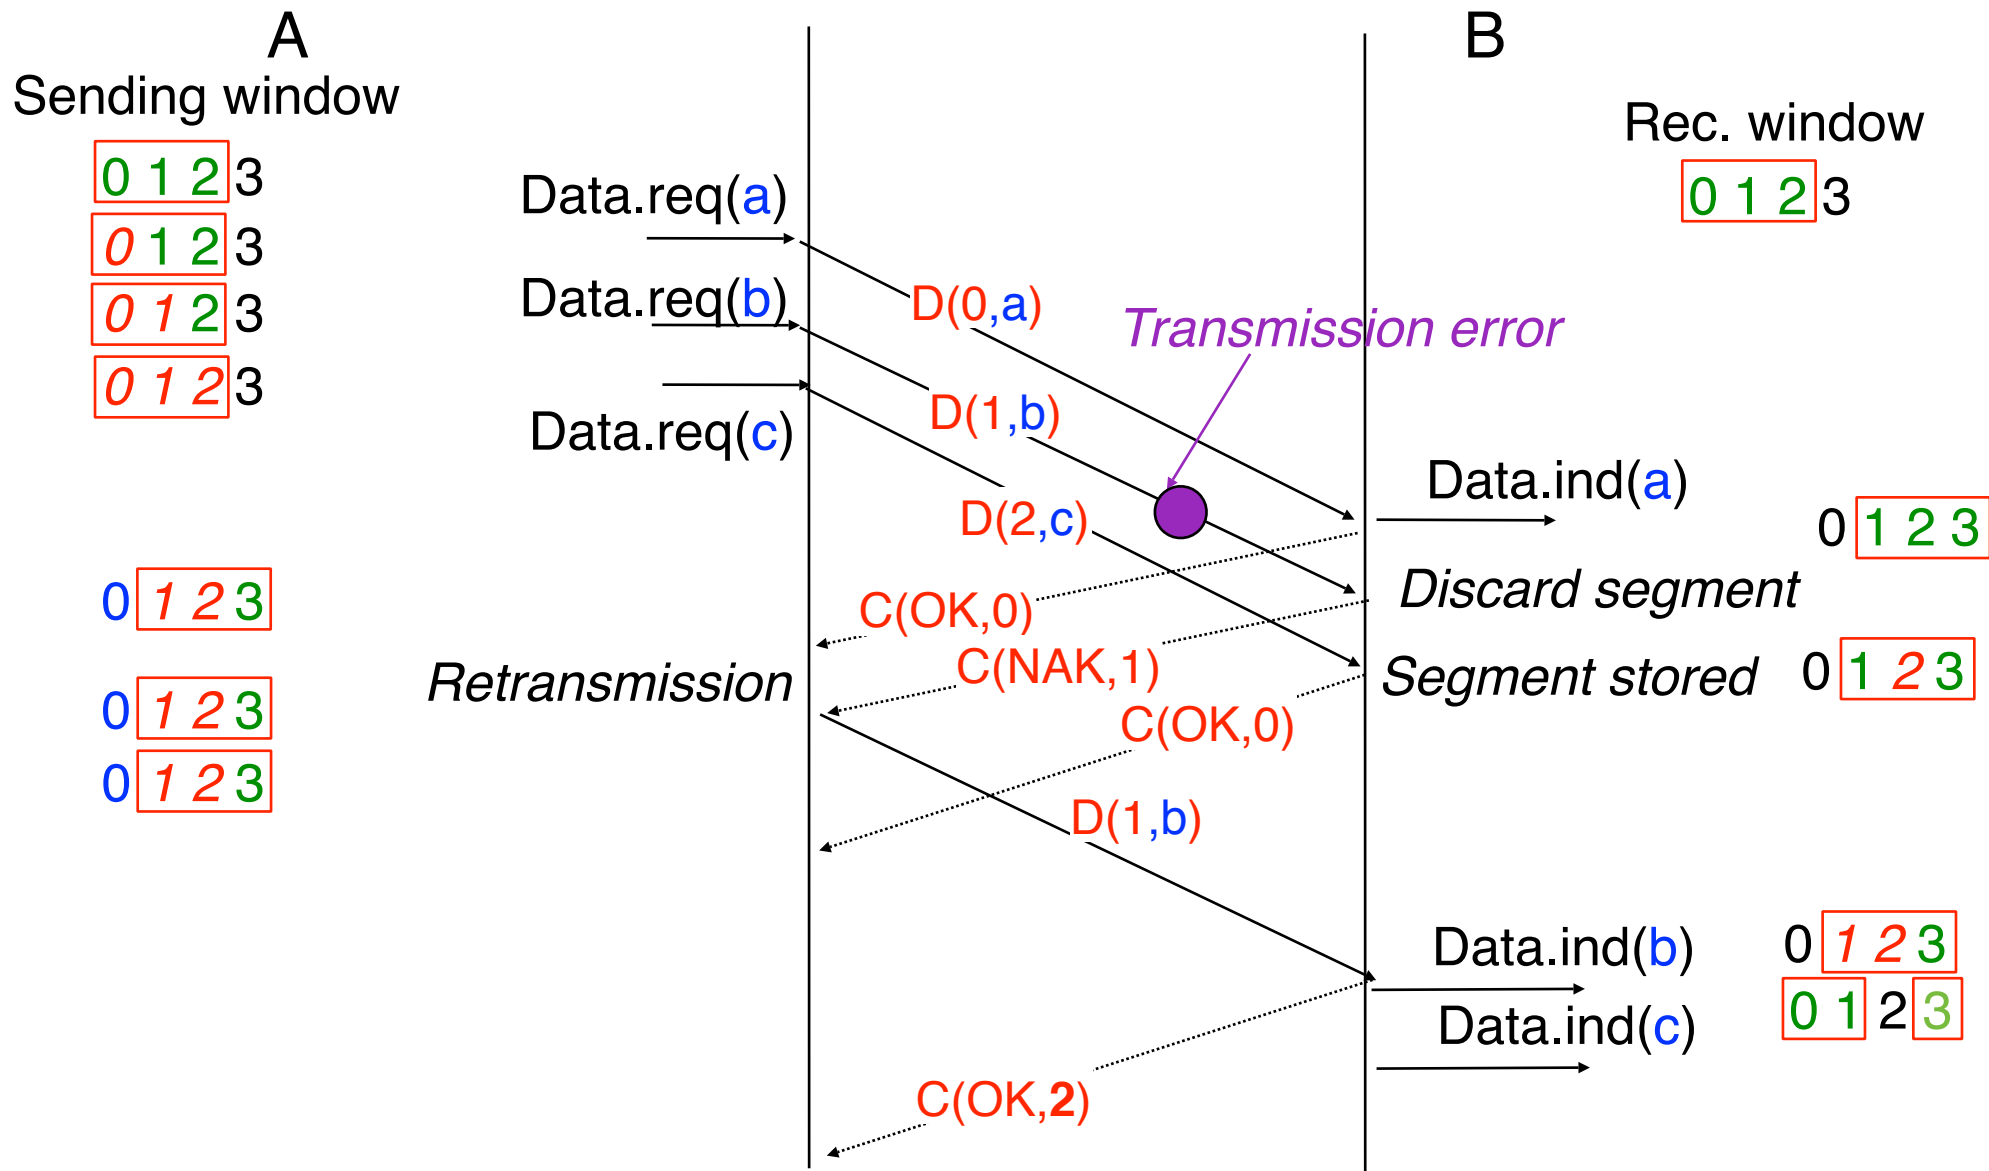 A
B
Sending window
Rec. window
0 1 2 3
Data.req(a)
0 1 2 3
0 1 2 3
Data.req(b)
D(0,a)
0 1 2 3
Transmission error
0 1 2 3
D(1,b)
Data.req(c)
Data.ind(a)
D(2,c)
0 1 2 3
Discard segment
0 1 2 3
C(OK,0)
C(NAK,1)
Segment stored
0 1 2 3
Retransmission
0 1 2 3
C(OK,0)
0 1 2 3
D(1,b)
Data.ind(b)
0 1 2 3
Data.ind(c)
0 1 2 3
C(OK,2)